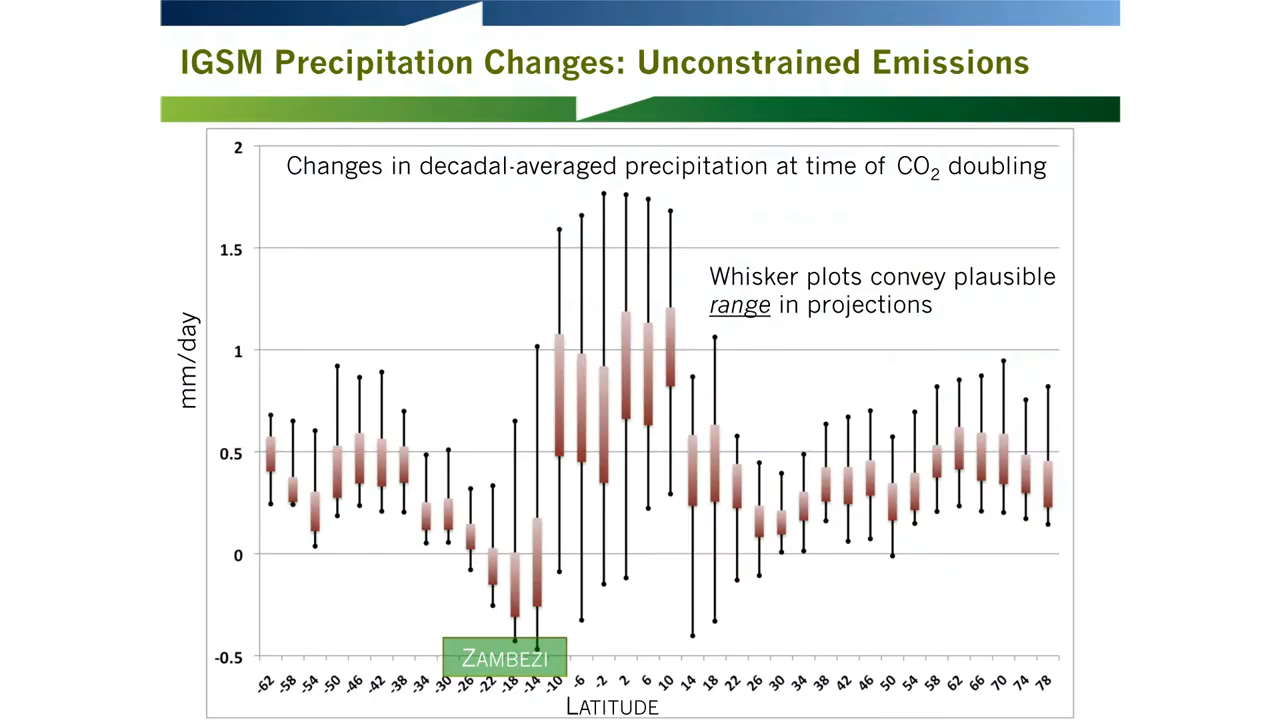 IGSM Precipitation Changes: Unconstrained Emissions
Changes in decadal-averaged precipitation at time of CO₂ doubling
Whisker plots convey plausible
range in projections
mm/day
2
1.5
1
0.5
0
-0.5
ZAMBEZI
-62 -58 -54 -50 -46 -42 -38 -34 -30 -26 -22 -18 -14 -10 -6 -2 2 6 10 14 18 22 26 30 34 38 42 46 50 54 58 62 66 70 74 78
LATITUDE